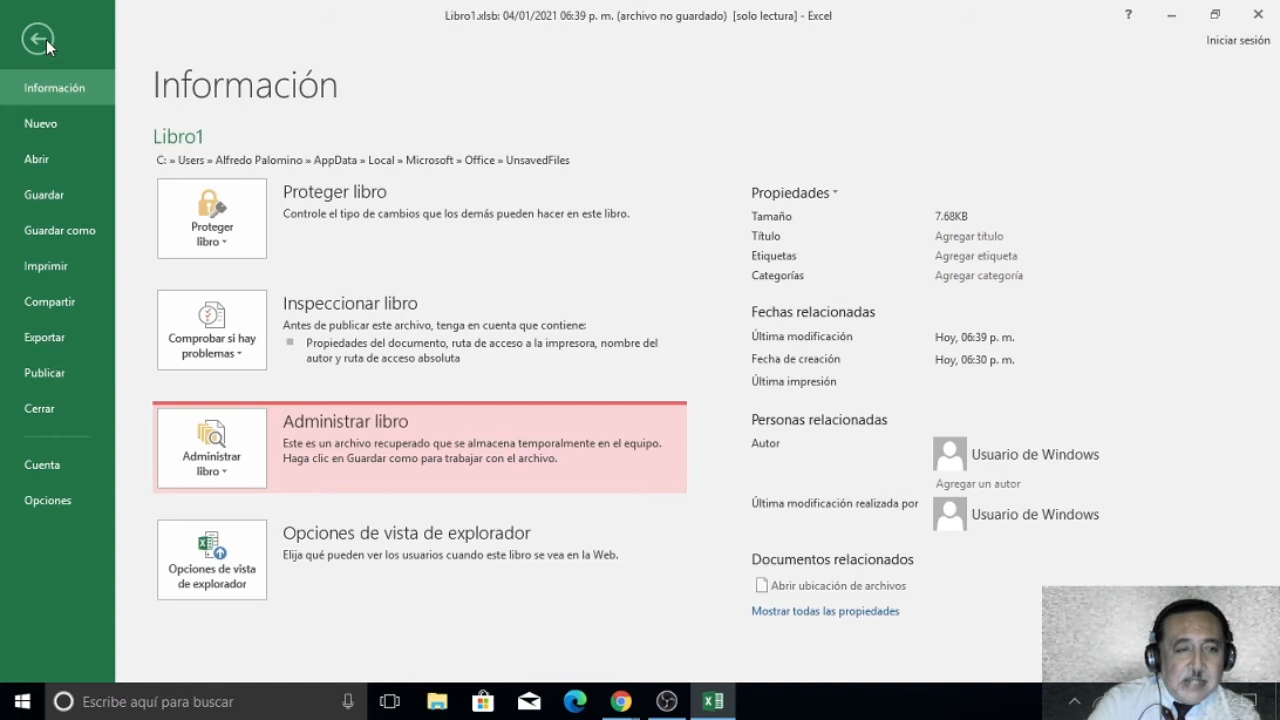 Libro1.xlsb: 04/01/2021 06:39 p. m. (archivo no guardado) [solo lectura] - Excel
?
Iniciar sesión
Información
Nuevo
Abrir
Guardar
Guardar como
Imprimir
Compartir
Exportar
Publicar
Cerrar
Cuenta
Opciones
Información
Libro1
C: » Users » Alfredo Palomino » AppData » Local » Microsoft » Office » UnsavedFiles
Proteger
libro
Proteger libro
Controle el tipo de cambios que los demás pueden hacer en este libro.
Comprobar si hay
problemas
Inspeccionar libro
Antes de publicar este archivo, tenga en cuenta que contiene:
Propiedades del documento, ruta de acceso a la impresora, nombre del
autor y ruta de acceso absoluta
Administrar
libro
Administrar libro
Este es un archivo recuperado que se almacena temporalmente en el equipo.
Haga clic en Guardar como para trabajar con el archivo.
Opciones de vista
de explorador
Opciones de vista de explorador
Elija qué pueden ver los usuarios cuando este libro se vea en la Web.
Propiedades
Tamaño 7.68KB
Título Agregar título
Etiquetas Agregar etiqueta
Categorías Agregar categoría
Fechas relacionadas
Última modificación Hoy, 06:39 p. m.
Fecha de creación Hoy, 06:30 p. m.
Última impresión
Personas relacionadas
Autor Usuario de Windows
Agregar un autor
Última modificación realizada por Usuario de Windows
Documentos relacionados
Abrir ubicación de archivos
Mostrar todas las propiedades
Escribe aquí para buscar